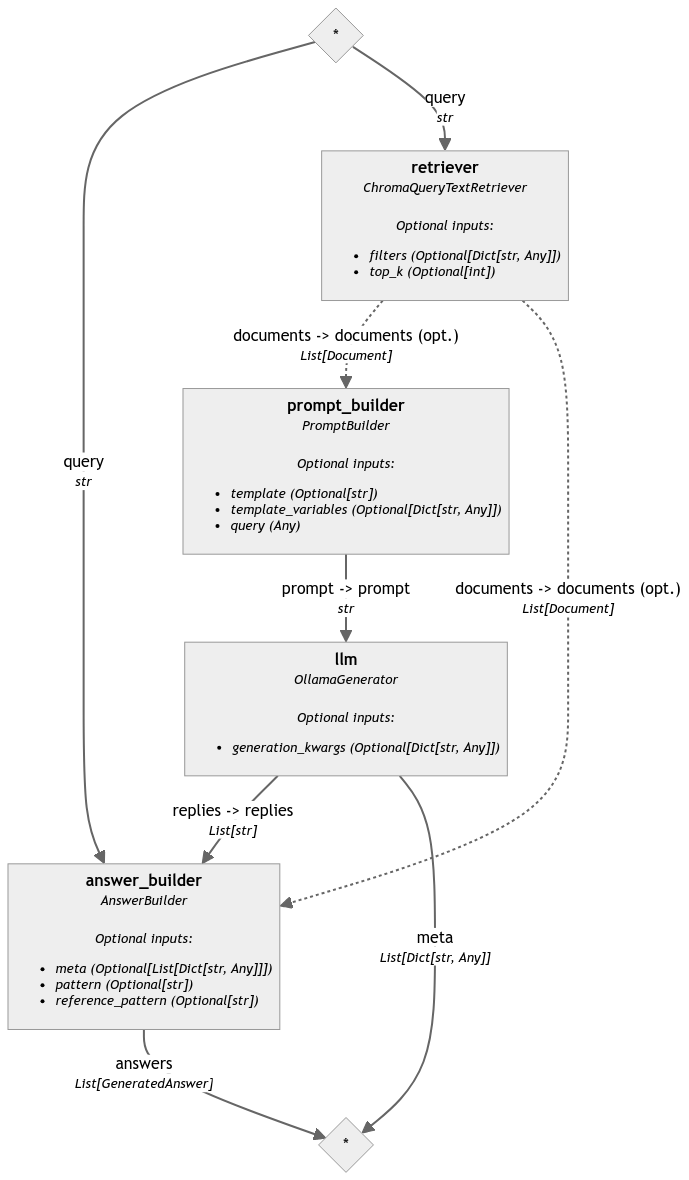 *
query
str
retriever
ChromaQueryTextRetriever
Optional inputs:
• filters (Optional[Dict[str, Any]])
• top_k (Optional[int])
documents -> documents (opt.)
List[Document]
prompt_builder
PromptBuilder
Optional inputs:
• template (Optional[str])
• template_variables (Optional[Dict[str, Any]])
• query (Any)
query
str
prompt -> prompt
str
documents -> documents (opt.)
List[Document]
llm
OllamaGenerator
Optional inputs:
• generation_kwargs (Optional[Dict[str, Any]])
replies -> replies
List[str]
answer_builder
AnswerBuilder
Optional inputs:
• meta (Optional[List[Dict[str, Any]]])
• pattern (Optional[str])
• reference_pattern (Optional[str])
meta
List[Dict[str, Any]]
answers
List[GeneratedAnswer]
*